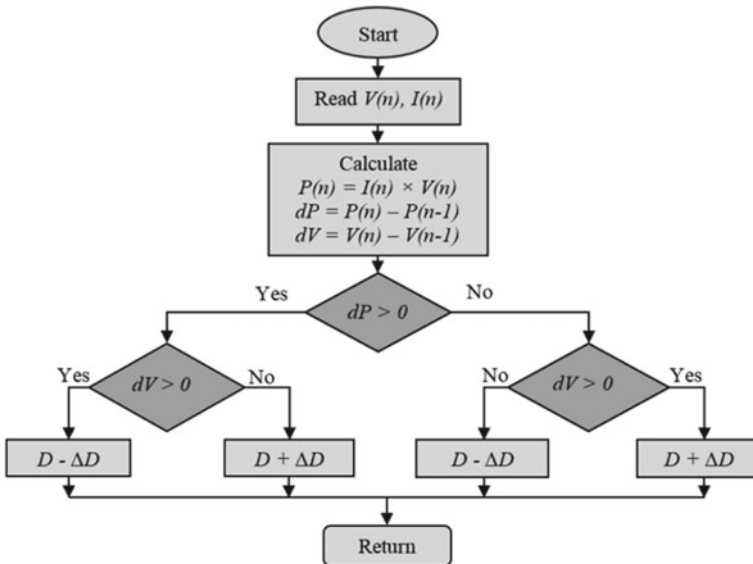 Start
Read V(n), I(n)
Calculate
P(n) = I(n) × V(n)
dP = P(n) – P(n-1)
dV = V(n) – V(n-1)
Yes
dP > 0
No
Yes
dV > 0
No
No
dV > 0
Yes
D - ΔD
D + ΔD
D - ΔD
D + ΔD
Return